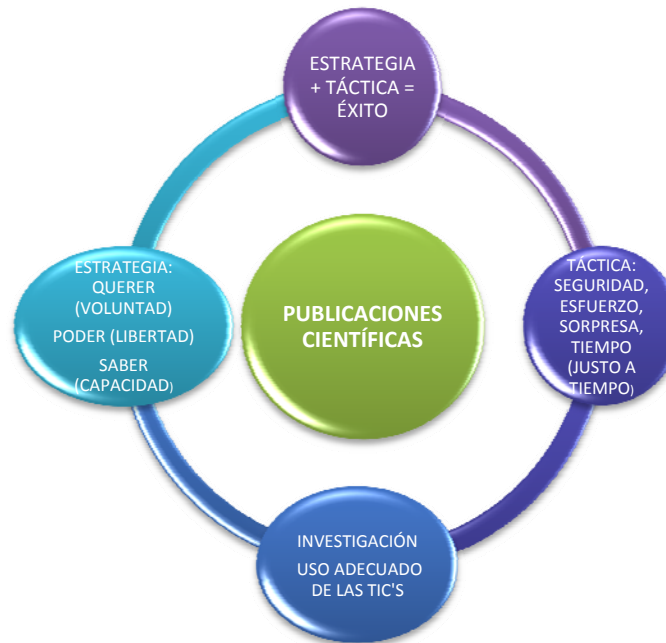 ESTRATEGIA
+ TÁCTICA =
ÉXITO
ESTRATEGIA:
QUERER
(VOLUNTAD)
PODER (LIBERTAD)
SABER
(CAPACIDAD)
PUBLICACIONES
CIENTÍFICAS
TÁCTICA:
SEGURIDAD,
ESFUERZO,
SORPRESA,
TIEMPO
(JUSTO A
TIEMPO)
INVESTIGACIÓN
USO ADECUADO
DE LAS TIC'S